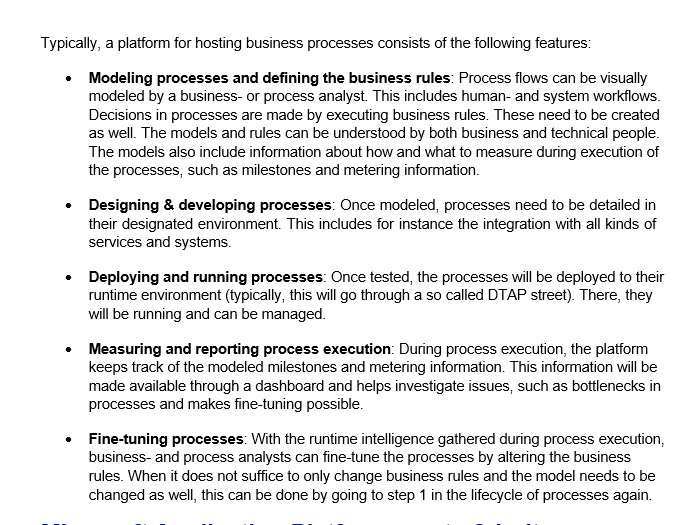 Typically, a platform for hosting business processes consists of the following features:
• Modeling processes and defining the business rules: Process flows can be visually
modeled by a business- or process analyst. This includes human- and system workflows.
Decisions in processes are made by executing business rules. These need to be created
as well. The models and rules can be understood by both business and technical people.
The models also include information about how and what to measure during execution of
the processes, such as milestones and metering information.
• Designing & developing processes: Once modeled, processes need to be detailed in
their designated environment. This includes for instance the integration with all kinds of
services and systems.
• Deploying and running processes: Once tested, the processes will be deployed to their
runtime environment (typically, this will go through a so called DTAP street). There, they
will be running and can be managed.
• Measuring and reporting process execution: During process execution, the platform
keeps track of the modeled milestones and metering information. This information will be
made available through a dashboard and helps investigate issues, such as bottlenecks in
processes and makes fine-tuning possible.
• Fine-tuning processes: With the runtime intelligence gathered during process execution,
business- and process analysts can fine-tune the processes by altering the business
rules. When it does not suffice to only change business rules and the model needs to be
changed as well, this can be done by going to step 1 in the lifecycle of processes again.